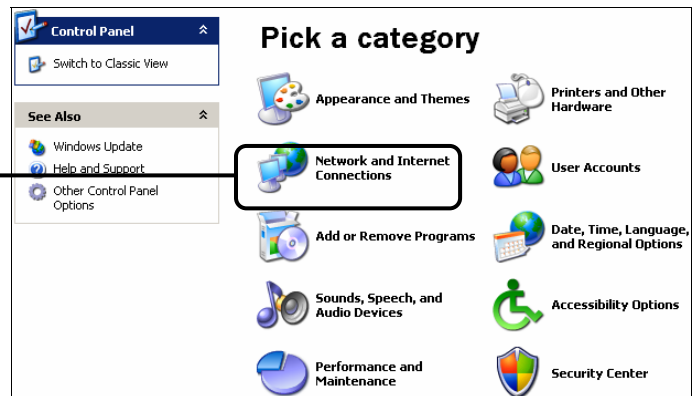 Control Panel
Switch to Classic View
See Also
Windows Update
Help and Support
Other Control Panel
Options
Pick a category
Appearance and Themes
Printers and Other
Hardware
Network and Internet
Connections
User Accounts
Add or Remove Programs
Date, Time, Language,
and Regional Options
Sounds, Speech, and
Audio Devices
Accessibility Options
Performance and
Maintenance
Security Center